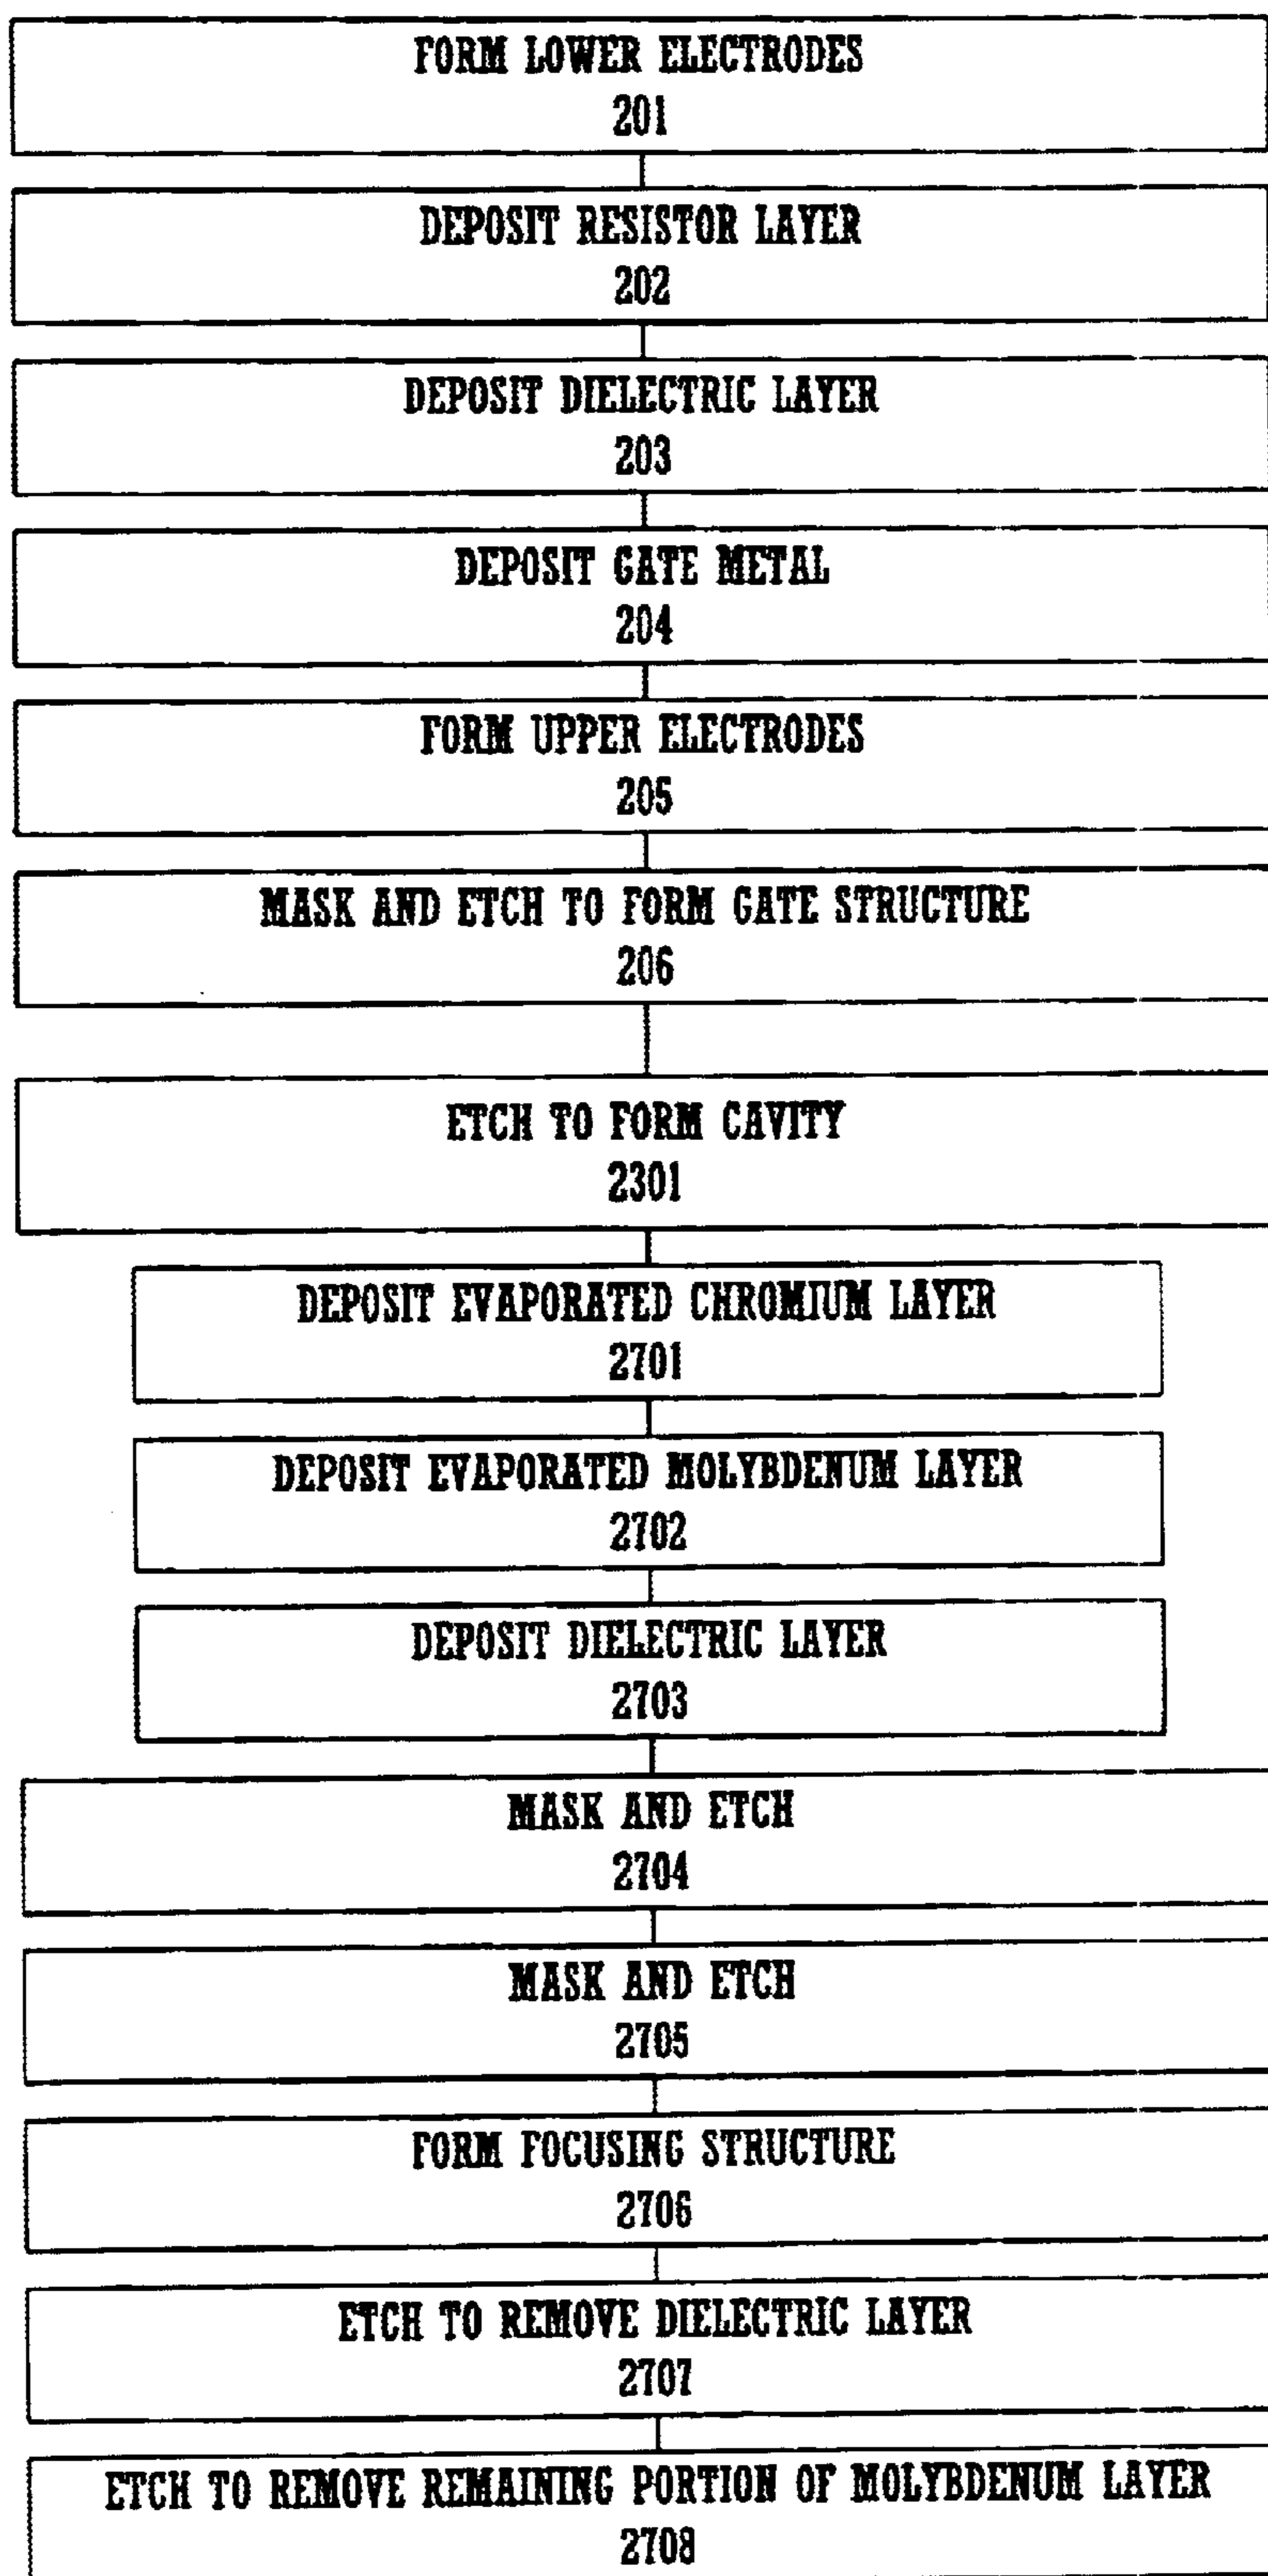 FORM LOWER ELECTRODES
201
DEPOSIT RESISTOR LAYER
202
DEPOSIT DIELECTRIC LAYER
203
DEPOSIT GATE METAL
204
FORM UPPER ELECTRODES
205
MASK AND ETCH TO FORM GATE STRUCTURE
206
ETCH TO FORM CAVITY
2301
DEPOSIT EVAPORATED CHROMIUM LAYER
2701
DEPOSIT EVAPORATED MOLYBDENUM LAYER
2702
DEPOSIT DIELECTRIC LAYER
2703
MASK AND ETCH
2704
MASK AND ETCH
2705
FORM FOCUSING STRUCTURE
2706
ETCH TO REMOVE DIELECTRIC LAYER
2707
ETCH TO REMOVE REMAINING PORTION OF MOLYBDENUM LAYER
2708